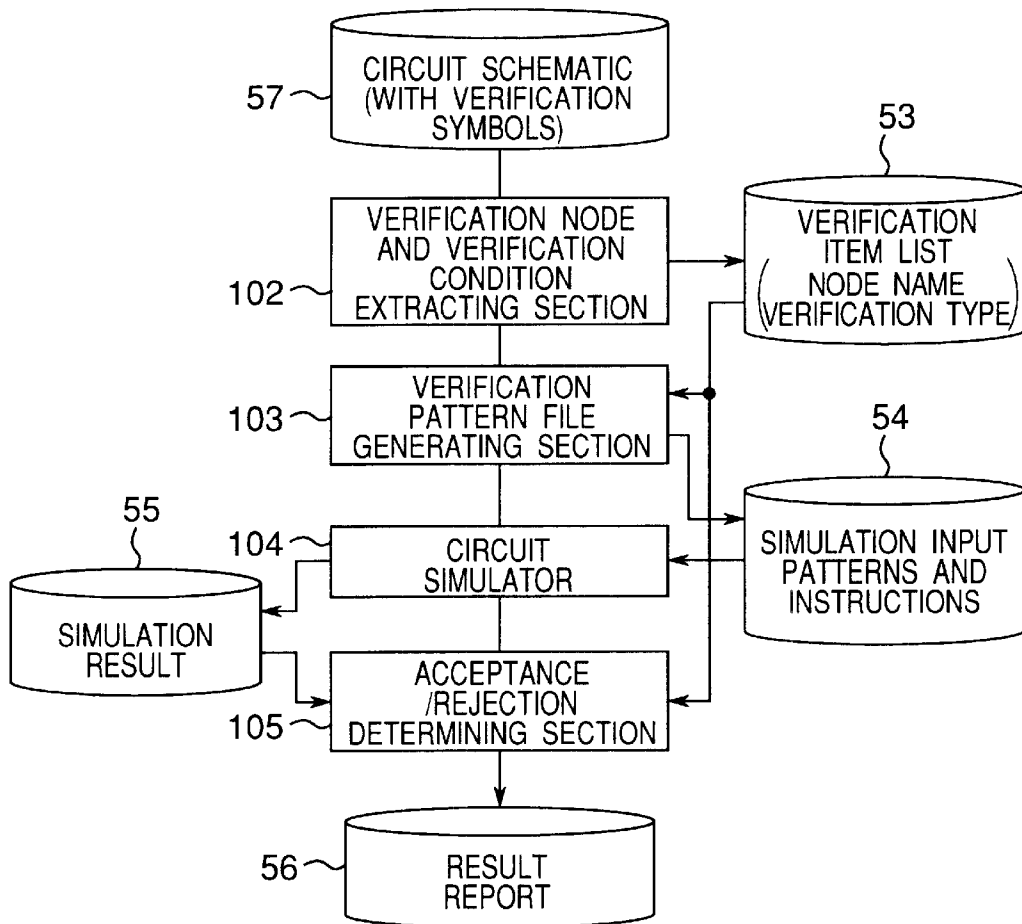 CIRCUIT SCHEMATIC
(WITH VERIFICATION
SYMBOLS)
57
53
VERIFICATION
ITEM LIST
(NODE NAME
VERIFICATION TYPE)
VERIFICATION NODE
AND VERIFICATION
CONDITION
EXTRACTING SECTION
102
VERIFICATION
PATTERN FILE
GENERATING SECTION
103
54
SIMULATION INPUT
PATTERNS AND
INSTRUCTIONS
55
SIMULATION
RESULT
104
CIRCUIT
SIMULATOR
ACCEPTANCE
/REJECTION
DETERMINING SECTION
105
56
RESULT
REPORT